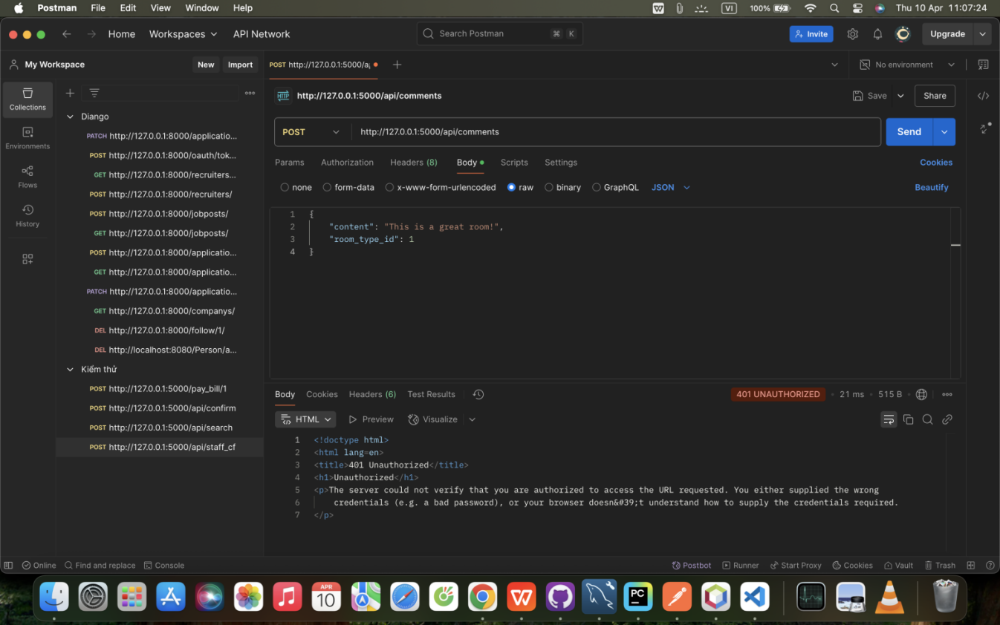 Postman File Edit View Window Help VI 100% Thu 10 Apr 11:07:24
Home Workspaces API Network Search Postman ⌘ K Invite Upgrade
My Workspace New Import POST http://127.0.0.1:5000/a No environment
Collections
Environments
Flows
History
Django
PATCH http://127.0.0.1:8000/applicatio...
POST http://127.0.0.1:8000/oauth/tok...
GET http://127.0.0.1:8000/recruiters...
POST http://127.0.0.1:8000/recruiters/
POST http://127.0.0.1:8000/jobposts/
GET http://127.0.0.1:8000/jobposts/
POST http://127.0.0.1:8000/applicatio...
GET http://127.0.0.1:8000/applicatio...
PATCH http://127.0.0.1:8000/applicatio...
GET http://127.0.0.1:8000/companys/
DEL http://127.0.0.1:8000/follow/1/
DEL http://localhost:8080/Person/a...
Kiểm thử
POST http://127.0.0.1:5000/pay_bill/1
POST http://127.0.0.1:5000/api/confirm
POST http://127.0.0.1:5000/api/search
POST http://127.0.0.1:5000/api/staff_cf
HTTP http://127.0.0.1:5000/api/comments Save Share
POST http://127.0.0.1:5000/api/comments Send
Params Authorization Headers (8) Body Scripts Settings Cookies
none form-data x-www-form-urlencoded raw binary GraphQL JSON Beautify
1 {
2 "content": "This is a great room!",
3 "room_type_id": 1
4 }
Body Cookies Headers (6) Test Results 401 UNAUTHORIZED 21 ms 515 B
HTML Preview Visualize
1 <!doctype html>
2 <html lang=en>
3 <title>401 Unauthorized</title>
4 <h1>Unauthorized</h1>
5 <p>The server could not verify that you are authorized to access the URL requested. You either supplied the wrong
6 credentials (e.g. a bad password), or your browser doesn&#39;t understand how to supply the credentials required.
7 </p>
Online Find and replace Console Postbot Runner Start Proxy Cookies Vault Trash
APR
10
PC